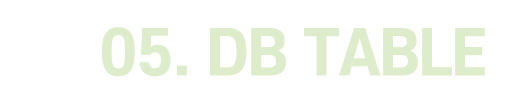 05. DB TABLE